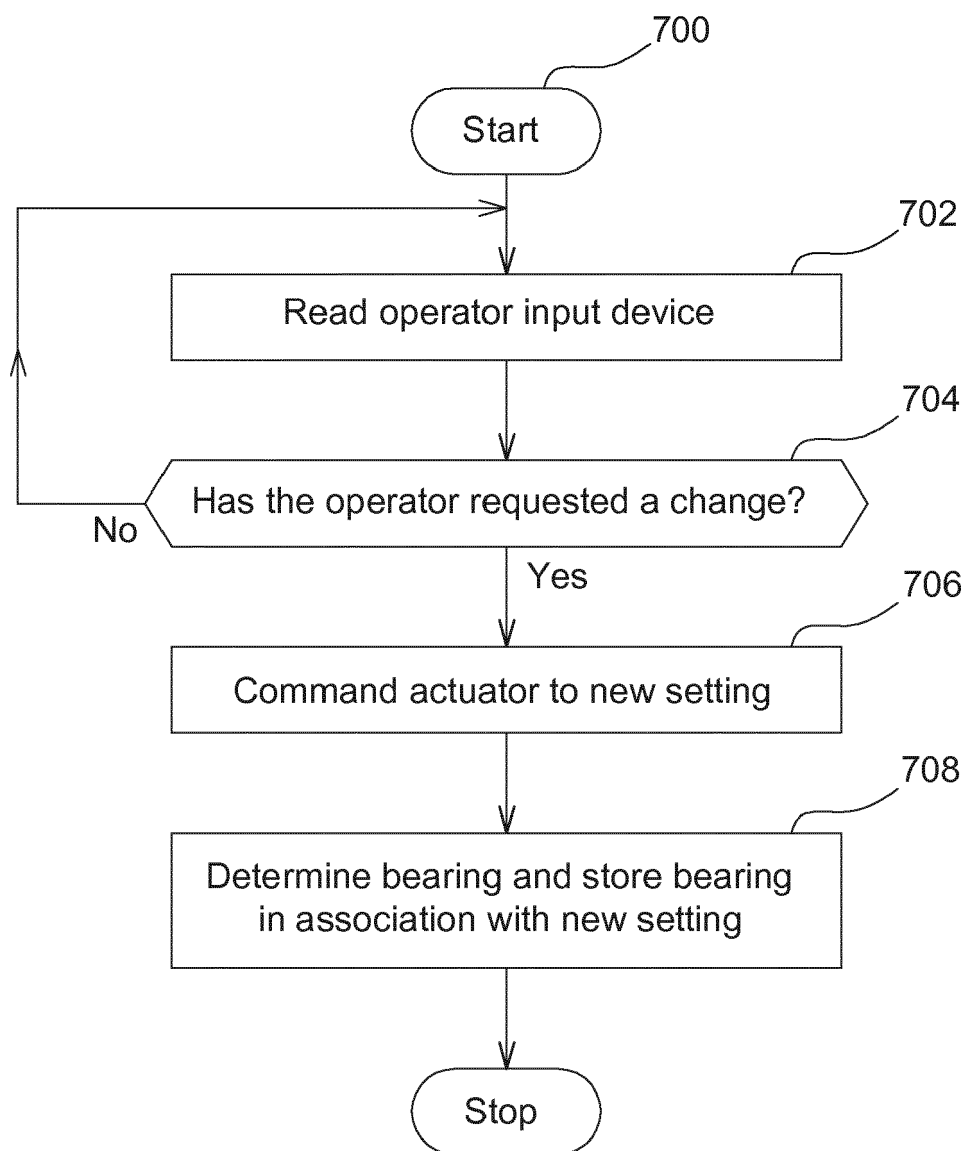 700
Start
702
Read operator input device
704
Has the operator requested a change?
No
Yes
706
Command actuator to new setting
708
Determine bearing and store bearing
in association with new setting
Stop